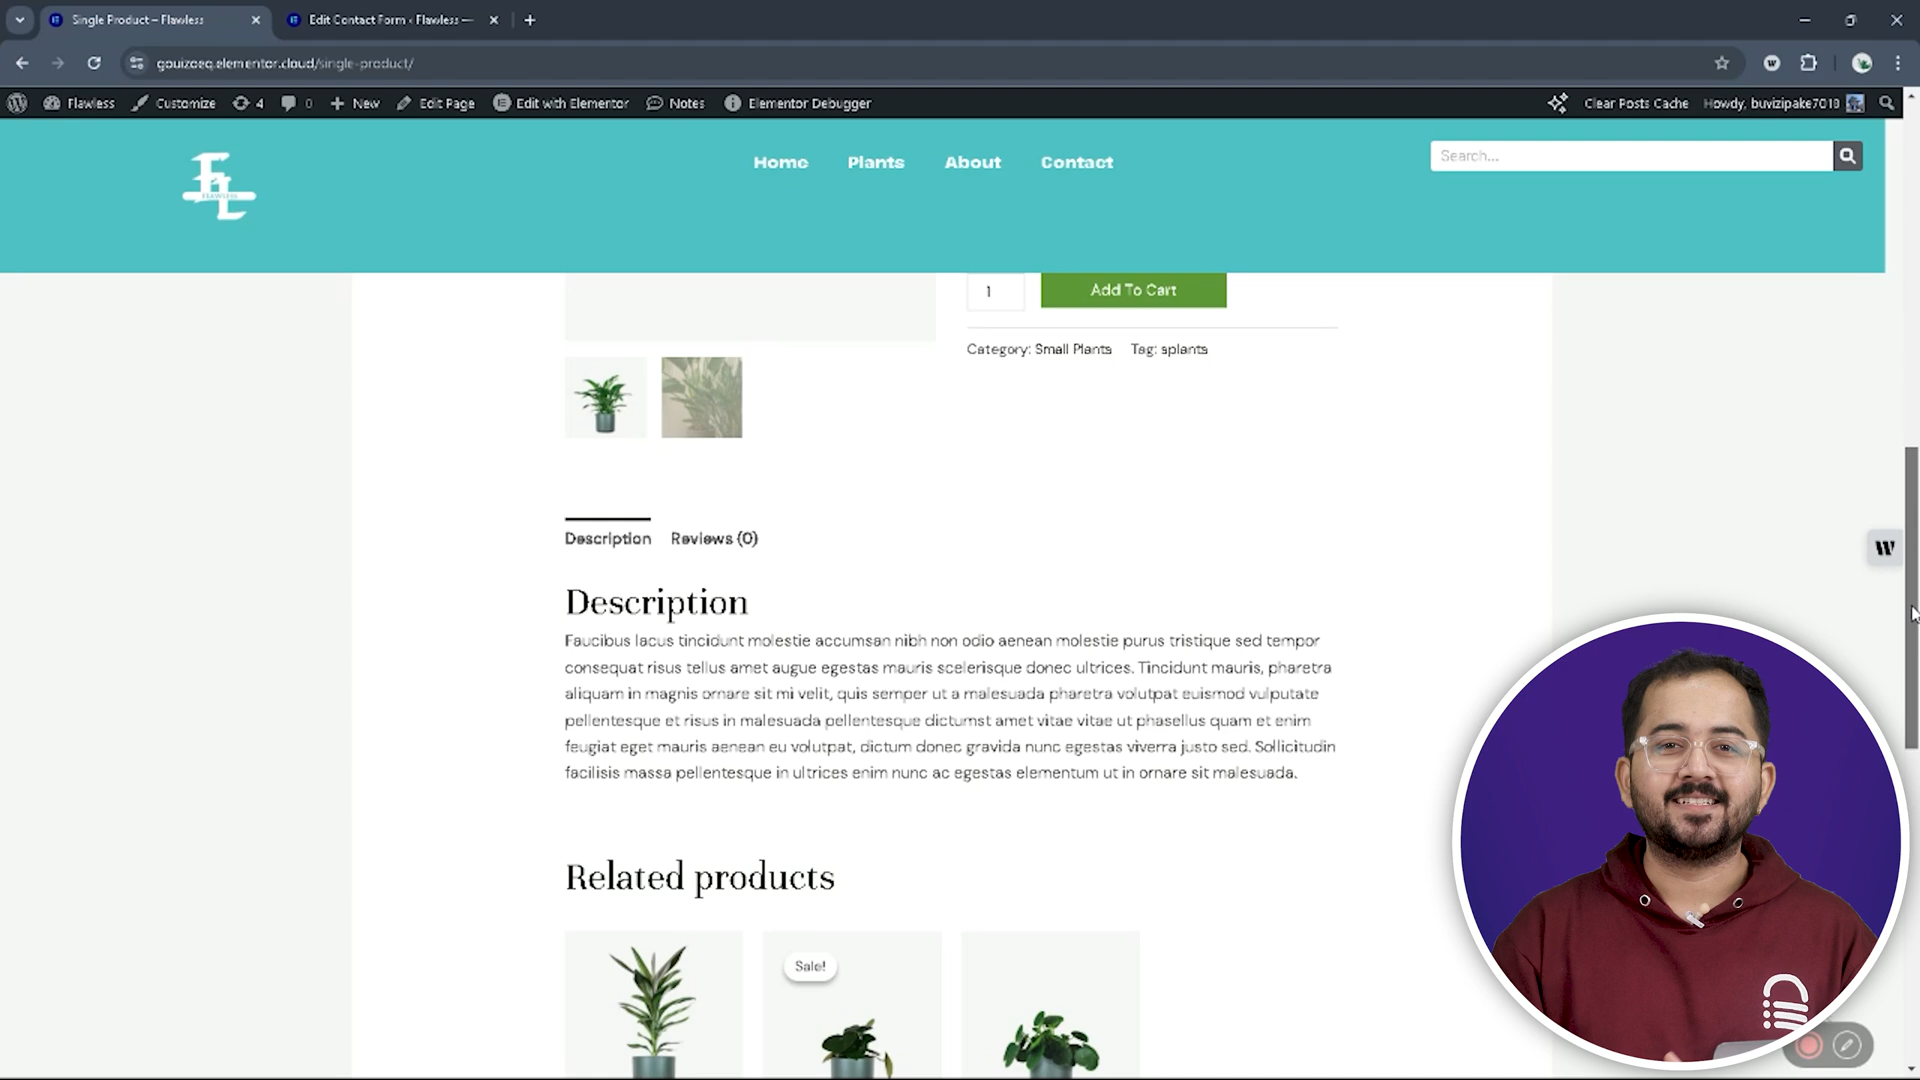 Single Product – Flawless
Edit Contact Form ‹ Flawless —
gouizoeq.elementor.cloud/single-product/
Flawless
Customize
4
0
New
Edit Page
Edit with Elementor
Notes
Elementor Debugger
Clear Posts Cache
Howdy, buvizipake7018
FLAWLESS
Home
Plants
About
Contact
Search...
1
Add To Cart
Category: Small Plants Tag: splants
Description
Reviews (0)
W
Description
Faucibus lacus tincidunt molestie accumsan nibh non odio aenean molestie purus tristique sed tempor
consequat risus tellus amet augue egestas mauris scelerisque donec ultrices. Tincidunt mauris, pharetra
aliquam in magnis ornare sit mi velit, quis semper ut a malesuada pharetra volutpat euismod vulputate
pellentesque et risus in malesuada pellentesque dictumst amet vitae vitae ut phasellus quam et enim
feugiat eget mauris aenean eu volutpat, dictum donec gravida nunc egestas viverra justo sed. Sollicitudin
facilisis massa pellentesque in ultrices enim nunc ac egestas elementum ut in ornare sit malesuada.
Related products
Sale!